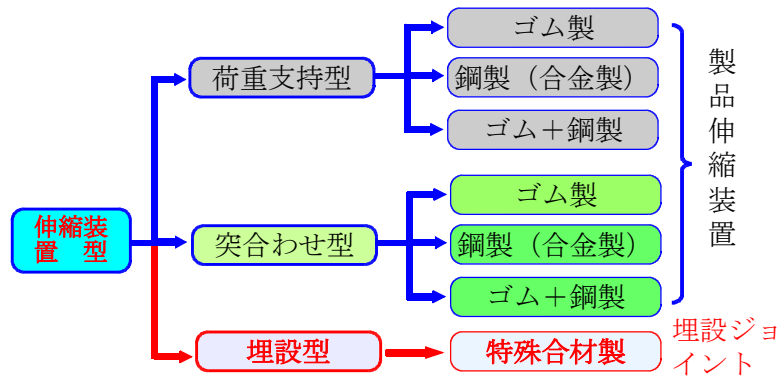 伸縮装
置　型
荷重支持型
ゴム製
鋼製（合金製）
ゴム＋鋼製
突合わせ型
ゴム製
鋼製（合金製）
ゴム＋鋼製
製品伸縮装置
埋設型
特殊合材製
埋設ジョ
イント